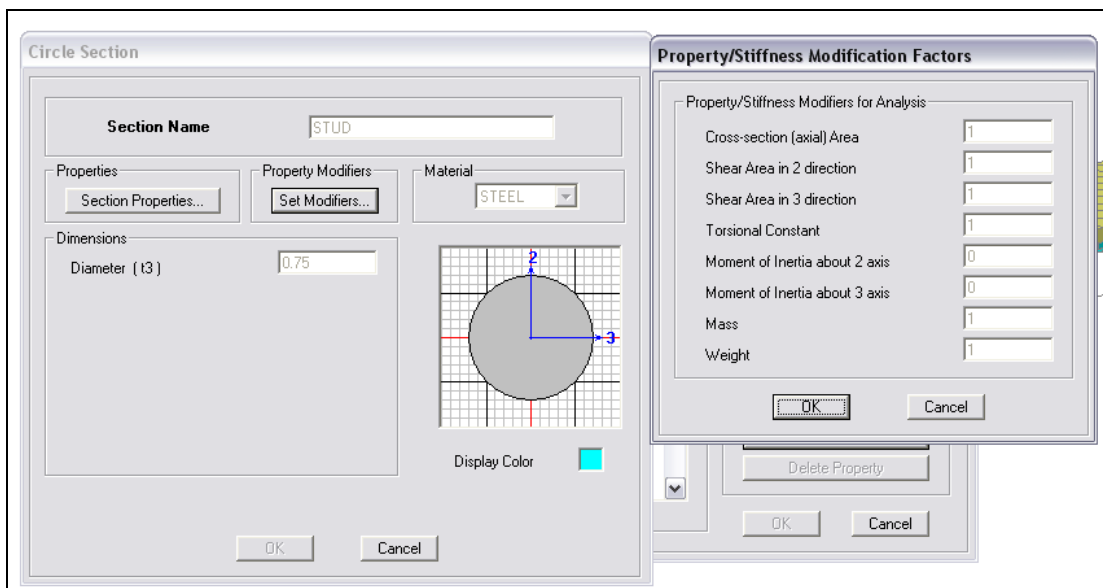 Circle Section
Section Name
STUD
Properties
Section Properties...
Property Modifiers
Set Modifiers...
Material
STEEL
Dimensions
Diameter ( t3 )
0.75
2
3
Display Color
OK
Cancel
Property/Stiffness Modification Factors
Property/Stiffness Modifiers for Analysis
Cross-section (axial) Area 1
Shear Area in 2 direction 1
Shear Area in 3 direction 1
Torsional Constant 1
Moment of Inertia about 2 axis 0
Moment of Inertia about 3 axis 0
Mass 1
Weight 1
OK Cancel
Delete Property
OK Cancel